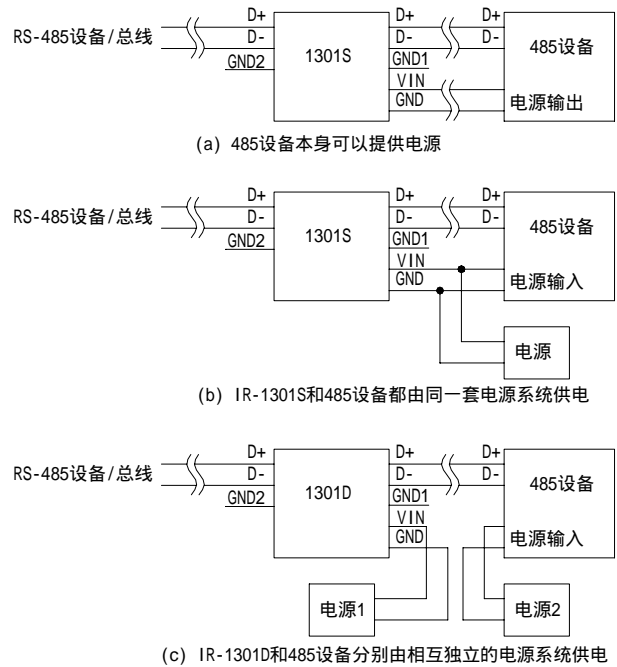 D+ D+ D+
RS-485设备/总线 D- 1301S D- D- 485设备
GND2 GND1
VIN
GND 电源输出
(a) 485设备本身可以提供电源
D+ D+ D+
RS-485设备/总线 D- 1301S D- D- 485设备
GND2 GND1
VIN
GND 电源输入
电源
(b) IR-1301S和485设备都由同一套电源系统供电
D+ D+ D+
RS-485设备/总线 D- 1301D D- D- 485设备
GND2 GND1
VIN
GND 电源输入
电源1 电源2
(c) IR-1301D和485设备分别由相互独立的电源系统供电